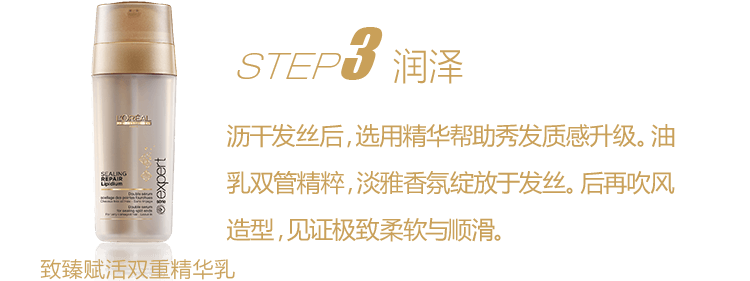 STEP3 润泽
沥干发丝后，选用精华帮助秀发质感升级。油
乳双管精粹，淡雅香氛绽放于发丝。后再吹风
造型，见证极致柔软与顺滑。
L'ORÉAL
SEALING
REPAIR
Lipidium
Double serum
expert
致臻赋活双重精华乳